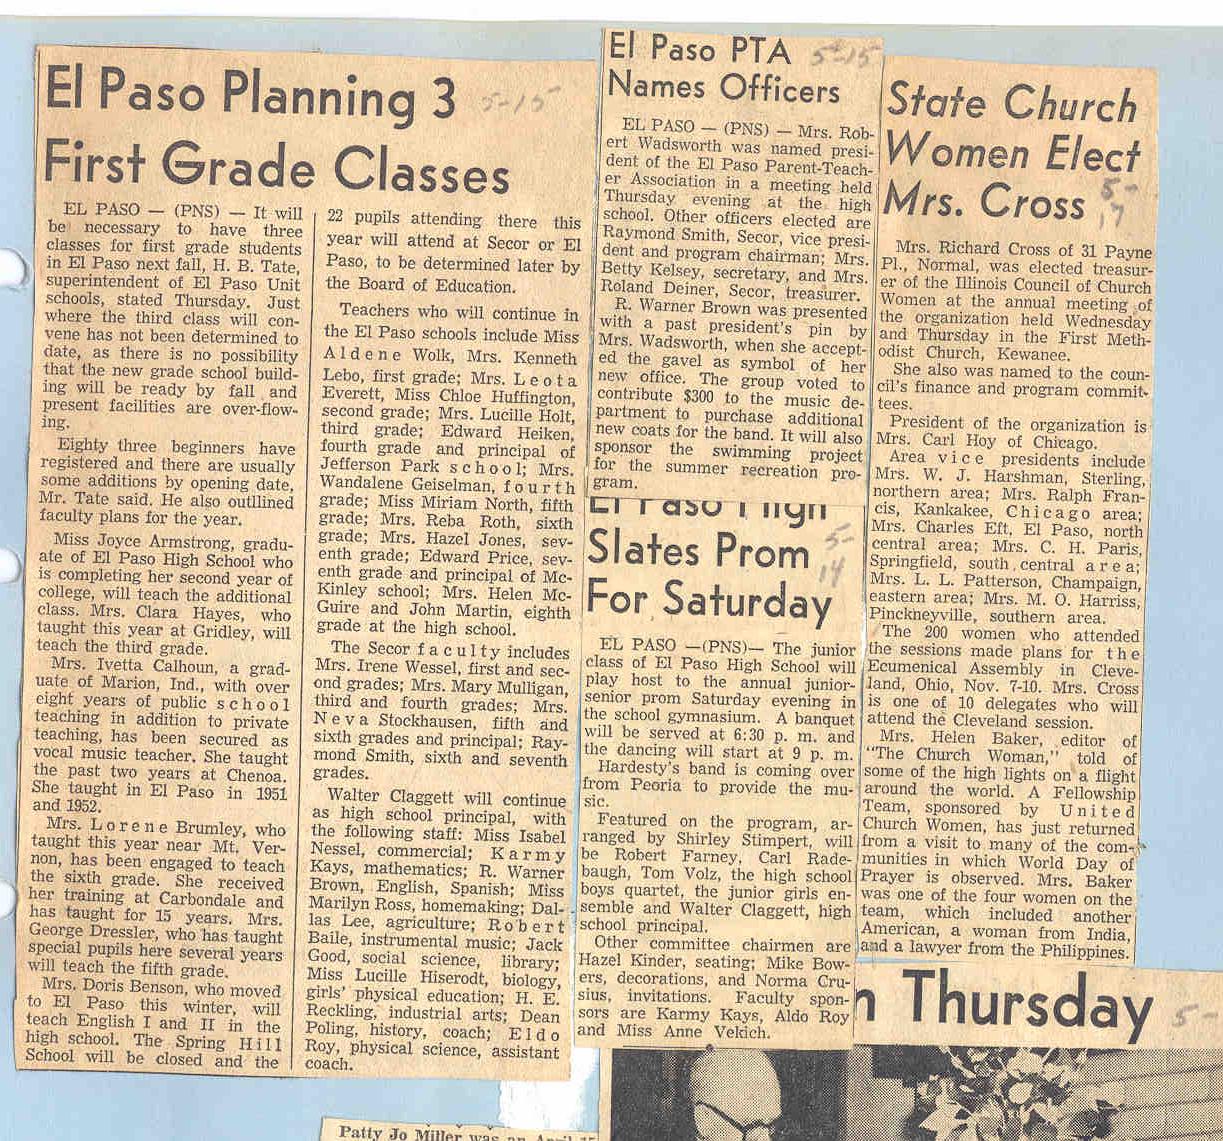 El Paso Planning 3
5-15
First Grade Classes
EL PASO — (PNS) — It will
be necessary to have three
classes for first grade students
in El Paso next fall, H. B. Tate,
superintendent of El Paso Unit
schools, stated Thursday. Just
where the third class will con-
vene has not been determined to
date, as there is no possibility
that the new grade school build-
ing will be ready by fall and
present facilities are over-flow-
ing.
Eighty three beginners have
registered and there are usually
some additions by opening date,
Mr. Tate said. He also outllined
faculty plans for the year.
Miss Joyce Armstrong, gradu-
ate of El Paso High School who
is completing her second year of
college, will teach the additional
class. Mrs. Clara Hayes, who
taught this year at Gridley, will
teach the third grade.
Mrs. Ivetta Calhoun, a grad-
uate of Marion, Ind., with over
eight years of public school
teaching in addition to private
teaching, has been secured as
vocal music teacher. She taught
the past two years at Chenoa.
She taught in El Paso in 1951
and 1952.
Mrs. Lorene Brumley, who
taught this year near Mt. Ver-
non, has been engaged to teach
the sixth grade. She received
her training at Carbondale and
has taught for 15 years. Mrs.
George Dressler, who has taught
special pupils here several years
will teach the fifth grade.
Mrs. Doris Benson, who moved
to El Paso this winter, will
teach English I and II in the
high school. The Spring Hill
School will be closed and the
22 pupils attending there this
year will attend at Secor or El
Paso, to be determined later by
the Board of Education.
Teachers who will continue in
the El Paso schools include Miss
Aldene Wolk, Mrs. Kenneth
Lebo, first grade; Mrs. Leota
Everett, Miss Chloe Huffington,
second grade; Mrs. Lucille Holt,
third grade; Edward Heiken,
fourth grade and principal of
Jefferson Park school; Mrs.
Wandalene Geiselman, fourth
grade; Miss Miriam North, fifth
grade; Mrs. Reba Roth, sixth
grade; Mrs. Hazel Jones, sev-
enth grade; Edward Price, sev-
enth grade and principal of Mc-
Kinley school; Mrs. Helen Mc-
Guire and John Martin, eighth
grade at the high school.
The Secor faculty includes
Mrs. Irene Wessel, first and sec-
ond grades; Mrs. Mary Mulligan,
third and fourth grades; Mrs.
Neva Stockhausen, fifth and
sixth grades and principal; Ray-
mond Smith, sixth and seventh
grades.
Walter Claggett will continue
as high school principal, with
the following staff: Miss Isabel
Nessel, commercial; Karmy
Kays, mathematics; R. Warner
Brown, English, Spanish; Miss
Marilyn Ross, homemaking; Dal-
las Lee, agriculture; Robert
Baile, instrumental music; Jack
Good, social science, library;
Miss Lucille Hiserodt, biology,
girls' physical education; H. E.
Reckling, industrial arts; Dean
Poling, history, coach; Eldo
Roy, physical science, assistant
coach.
El Paso PTA
5-15
Names Officers
EL PASO — (PNS) — Mrs. Rob-
ert Wadsworth was named presi-
dent of the El Paso Parent-Teach-
er Association in a meeting held
Thursday evening at the high
school. Other officers elected are
Raymond Smith, Secor, vice presi-
dent and program chairman; Mrs.
Betty Kelsey, secretary, and Mrs.
Roland Deiner, Secor, treasurer.
R. Warner Brown was presented
with a past president's pin by
Mrs. Wadsworth, when she accept-
ed the gavel as symbol of her
new office. The group voted to
contribute $300 to the music de-
partment to purchase additional
new coats for the band. It will also
sponsor the swimming project
for the summer recreation pro-
gram.
El Paso High
Slates Prom
5-
14
For Saturday
EL PASO —(PNS)— The junior
class of El Paso High School will
play host to the annual junior-
senior prom Saturday evening in
the school gymnasium. A banquet
will be served at 6:30 p. m. and
the dancing will start at 9 p. m.
Hardesty's band is coming over
from Peoria to provide the mu-
sic.
Featured on the program, ar-
ranged by Shirley Stimpert, will
be Robert Farney, Carl Rade-
baugh, Tom Volz, the high school
boys quartet, the junior girls en-
semble and Walter Claggett, high
school principal.
Other committee chairmen are
Hazel Kinder, seating; Mike Bow-
ers, decorations, and Norma Cru-
sius, invitations. Faculty spon-
sors are Karmy Kays, Aldo Roy
and Miss Anne Velcich.
State Church
Women Elect
Mrs. Cross
5-
17
Mrs. Richard Cross of 31 Payne
Pl., Normal, was elected treasur-
er of the Illinois Council of Church
Women at the annual meeting of
the organization held Wednesday
and Thursday in the First Meth-
odist Church, Kewanee.
She also was named to the coun-
cil's finance and program commit-
tees.
President of the organization is
Mrs. Carl Hoy of Chicago.
Area vice presidents include
Mrs. W. J. Harshman, Sterling,
northern area; Mrs. Ralph Fran-
cis, Kankakee, Chicago area;
Mrs. Charles Eft, El Paso, north
central area; Mrs. C. H. Paris,
Springfield, south central area;
Mrs. L. L. Patterson, Champaign,
eastern area; Mrs. M. O. Harriss,
Pinckneyville, southern area.
The 200 women who attended
the sessions made plans for the
Ecumenical Assembly in Cleve-
land, Ohio, Nov. 7-10. Mrs. Cross
is one of 10 delegates who will
attend the Cleveland session.
Mrs. Helen Baker, editor of
"The Church Woman," told of
some of the high lights on a flight
around the world. A Fellowship
Team, sponsored by United
Church Women, has just returned
from a visit to many of the com-
munities in which World Day of
Prayer is observed. Mrs. Baker
was one of the four women on the
team, which included another
American, a woman from India,
and a lawyer from the Philippines.
n Thursday
5-
Patty Jo Miller was an April